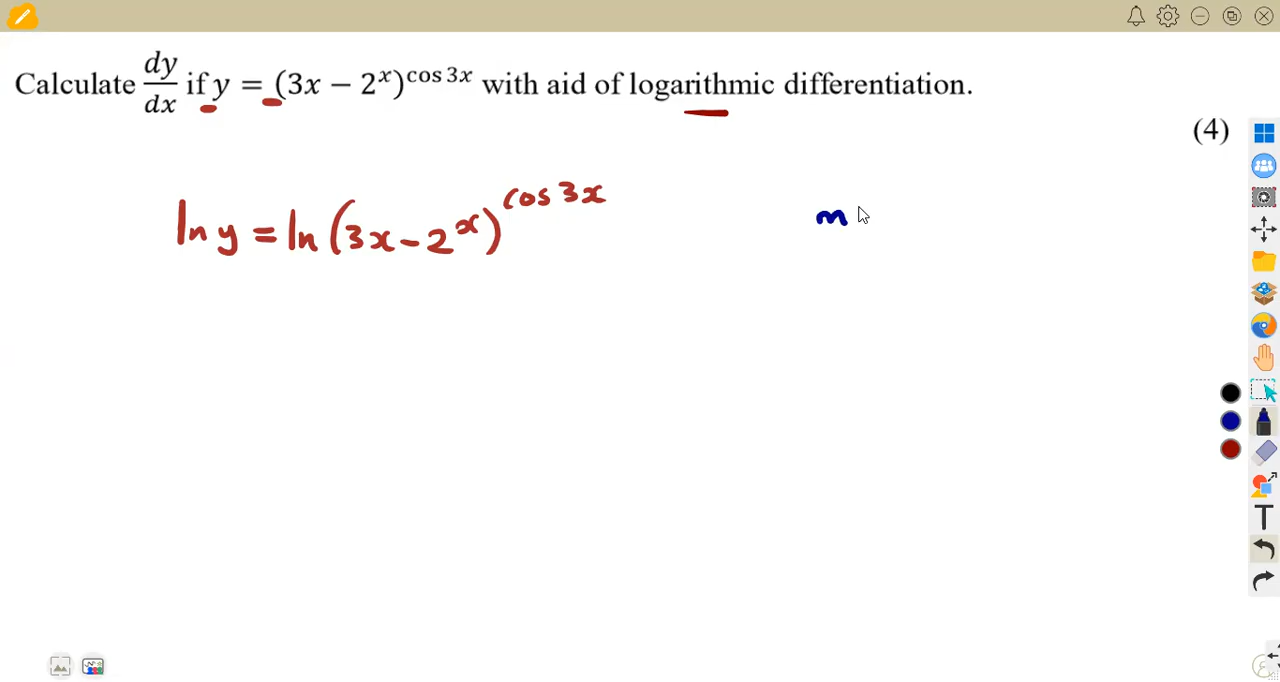 Calculate dy/dx if y = (3x − 2^x)^cos 3x with aid of logarithmic differentiation.
(4)
ln y = ln (3x − 2^x)^cos 3x
m
T